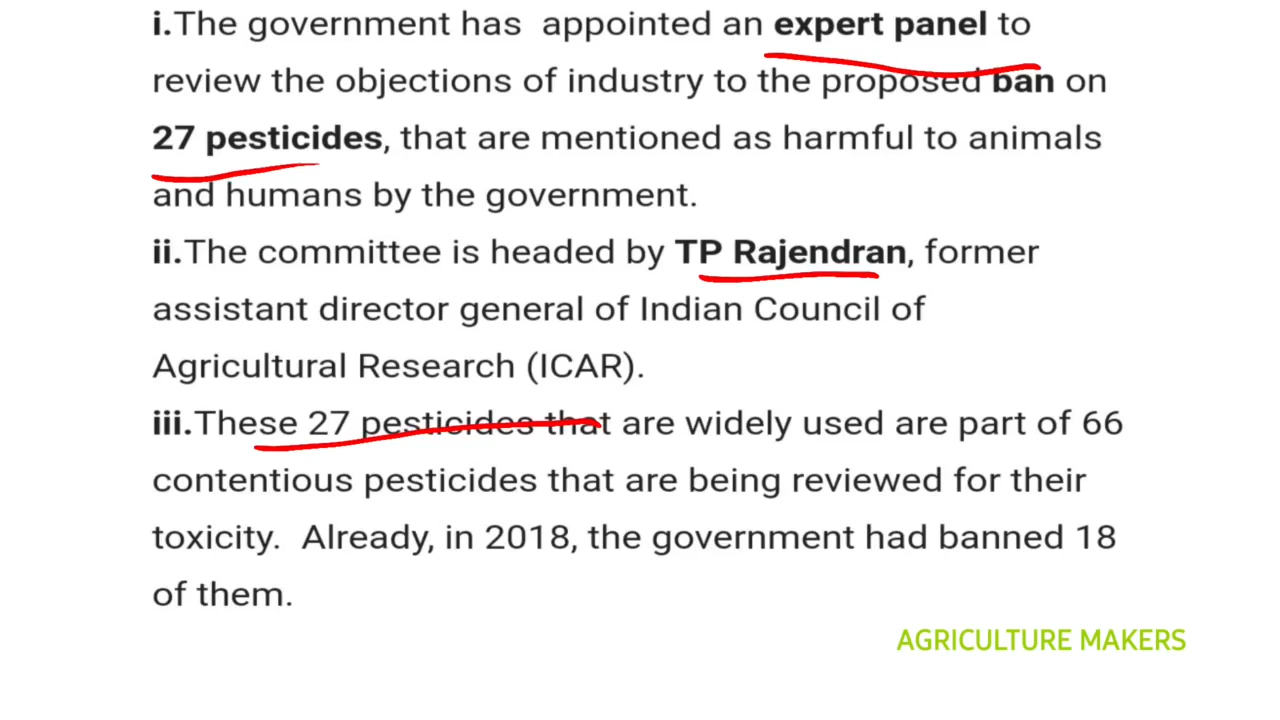 i.The government has appointed an expert panel to
review the objections of industry to the proposed ban on
27 pesticides, that are mentioned as harmful to animals
and humans by the government.
ii.The committee is headed by TP Rajendran, former
assistant director general of Indian Council of
Agricultural Research (ICAR).
iii.These 27 pesticides that are widely used are part of 66
contentious pesticides that are being reviewed for their
toxicity. Already, in 2018, the government had banned 18
of them.
AGRICULTURE MAKERS